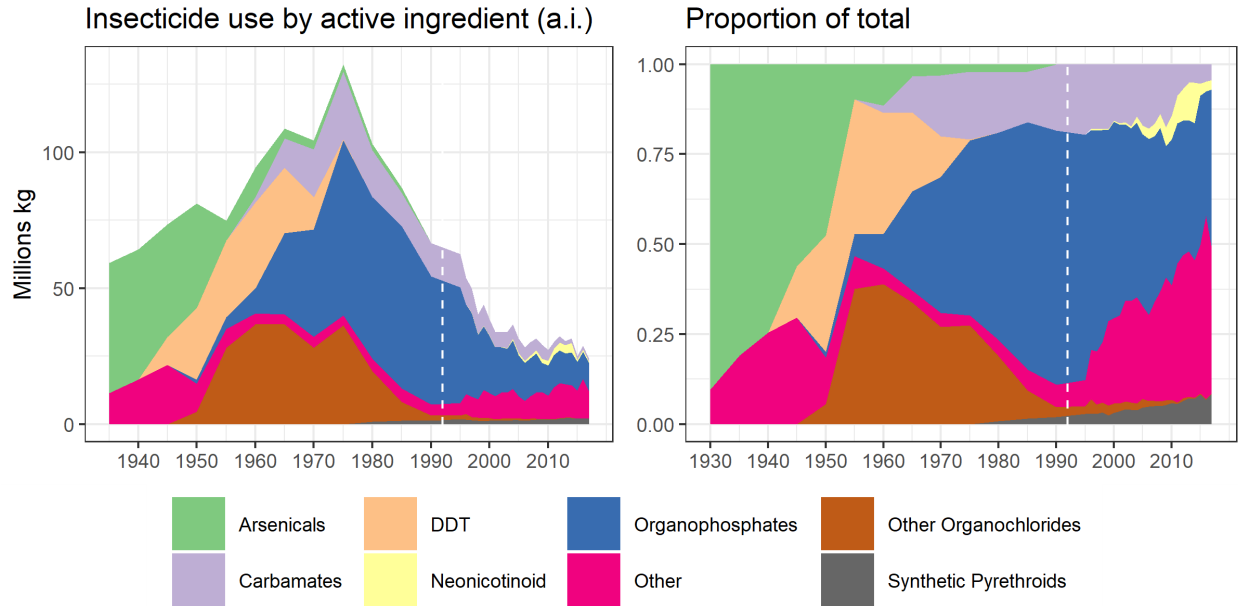 Insecticide use by active ingredient (a.i.)
Proportion of total
Millions kg
100
50
0
1940 1950 1960 1970 1980 1990 2000 2010
1.00
0.75
0.50
0.25
0.00
1930 1940 1950 1960 1970 1980 1990 2000 2010
Arsenicals
DDT
Organophosphates
Other Organochlorides
Carbamates
Neonicotinoid
Other
Synthetic Pyrethroids